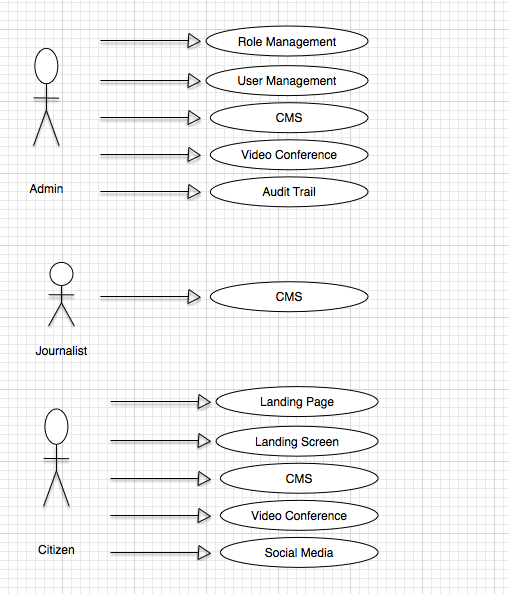 Role Management
User Management
CMS
Video Conference
Audit Trail
Admin
CMS
Journalist
Landing Page
Landing Screen
CMS
Video Conference
Social Media
Citizen